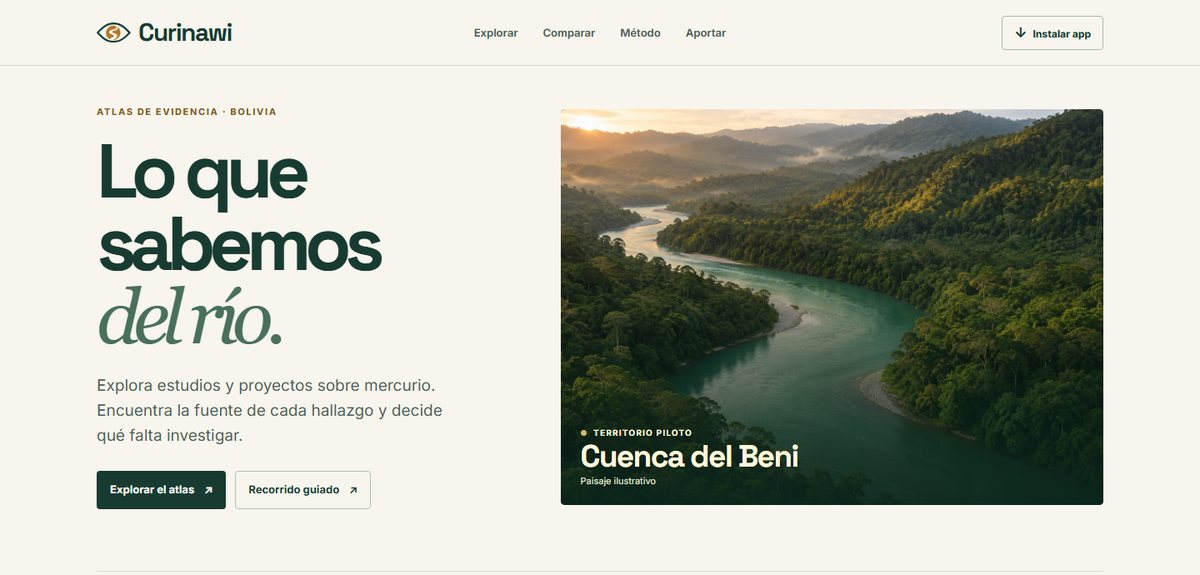 Curinawi
Explorar
Comparar
Método
Aportar
Instalar app
ATLAS DE EVIDENCIA · BOLIVIA
Lo que
sabemos
del río.
Explora estudios y proyectos sobre mercurio.
Encuentra la fuente de cada hallazgo y decide
qué falta investigar.
Explorar el atlas
Recorrido guiado
TERRITORIO PILOTO
Cuenca del Beni
Paisaje ilustrativo